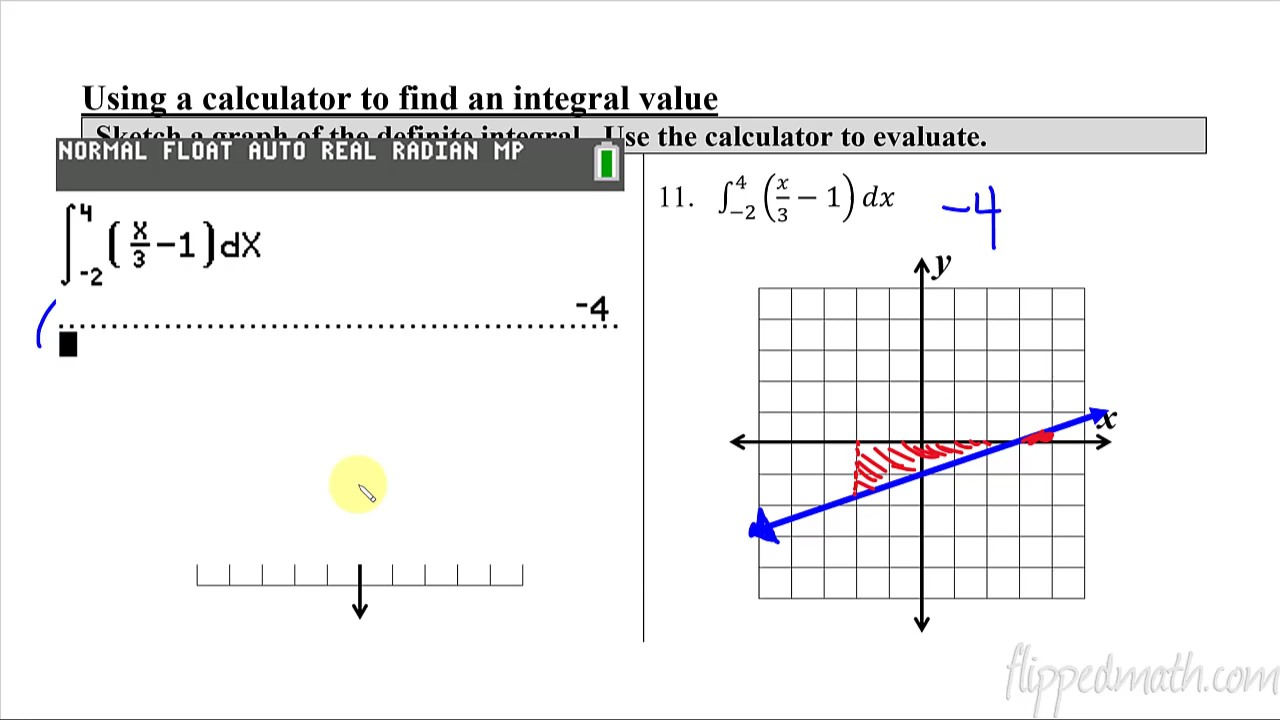 Using a calculator to find an integral value
Sketch a graph of the definite integral. Use the calculator to evaluate.
NORMAL FLOAT AUTO REAL RADIAN MP
∫₋₂⁴ (x/3−1)dx
-4
11. ∫₋₂⁴ (x/3 − 1) dx
-4
y
x
flippedmath.com